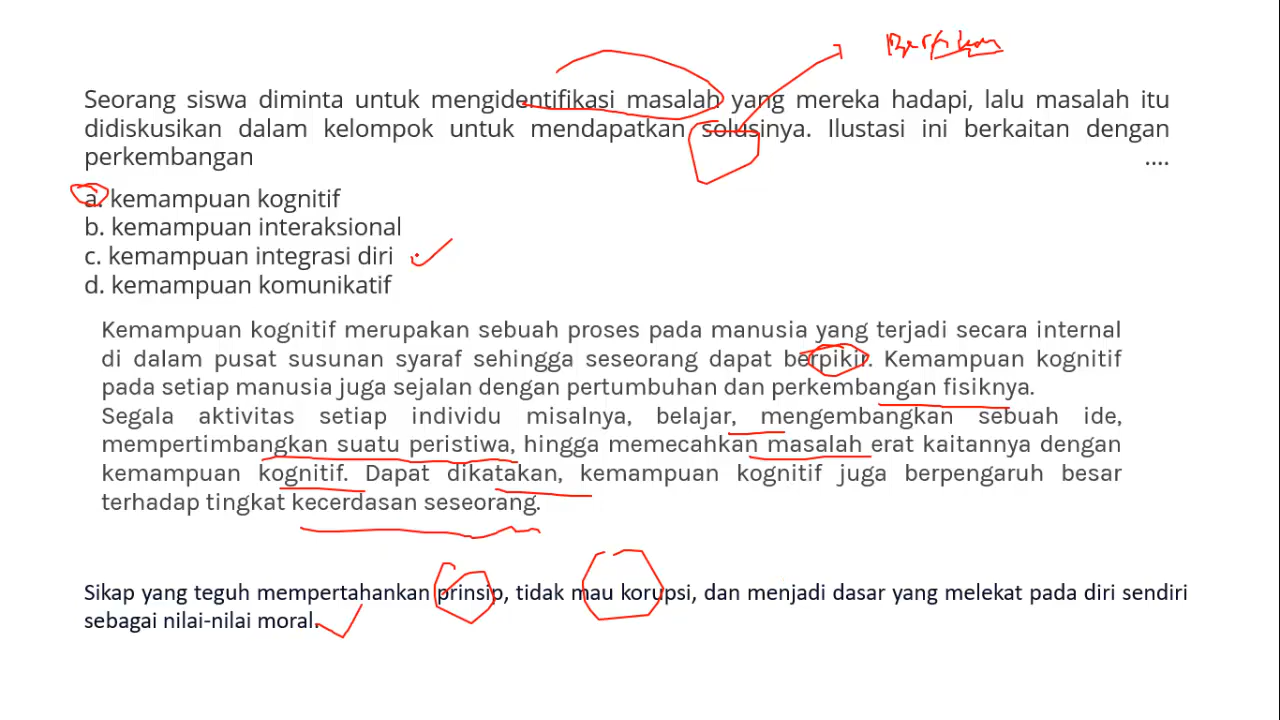 Berfikir
Seorang siswa diminta untuk mengidentifikasi masalah yang mereka hadapi, lalu masalah itu
didiskusikan dalam kelompok untuk mendapatkan solusinya. Ilustasi ini berkaitan dengan
perkembangan ....
a. kemampuan kognitif
b. kemampuan interaksional
c. kemampuan integrasi diri
d. kemampuan komunikatif
Kemampuan kognitif merupakan sebuah proses pada manusia yang terjadi secara internal
di dalam pusat susunan syaraf sehingga seseorang dapat berpikir. Kemampuan kognitif
pada setiap manusia juga sejalan dengan pertumbuhan dan perkembangan fisiknya.
Segala aktivitas setiap individu misalnya, belajar, mengembangkan sebuah ide,
mempertimbangkan suatu peristiwa, hingga memecahkan masalah erat kaitannya dengan
kemampuan kognitif. Dapat dikatakan, kemampuan kognitif juga berpengaruh besar
terhadap tingkat kecerdasan seseorang.
Sikap yang teguh mempertahankan prinsip, tidak mau korupsi, dan menjadi dasar yang melekat pada diri sendiri
sebagai nilai-nilai moral.